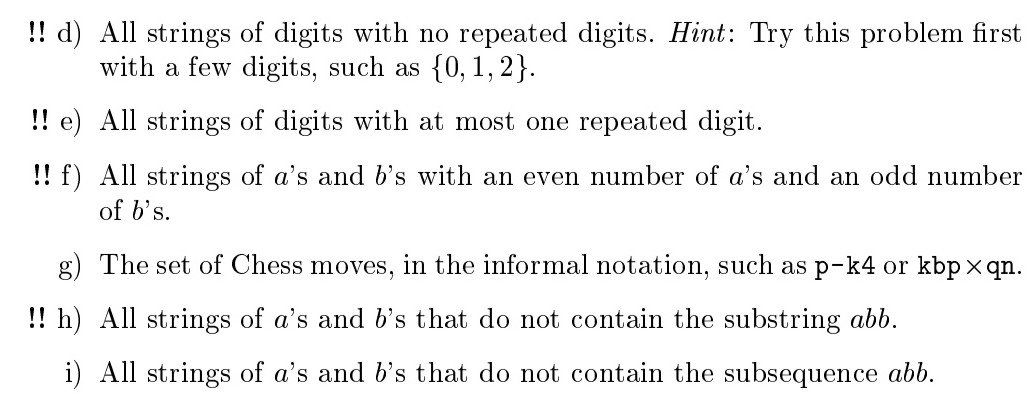 !! d) All strings of digits with no repeated digits. Hint: Try this problem first
with a few digits, such as {0, 1, 2}.
!! e) All strings of digits with at most one repeated digit.
!! f) All strings of a's and b's with an even number of a's and an odd number
of b's.
g) The set of Chess moves, in the informal notation, such as p-k4 or kbp×qn.
!! h) All strings of a's and b's that do not contain the substring abb.
i) All strings of a's and b's that do not contain the subsequence abb.